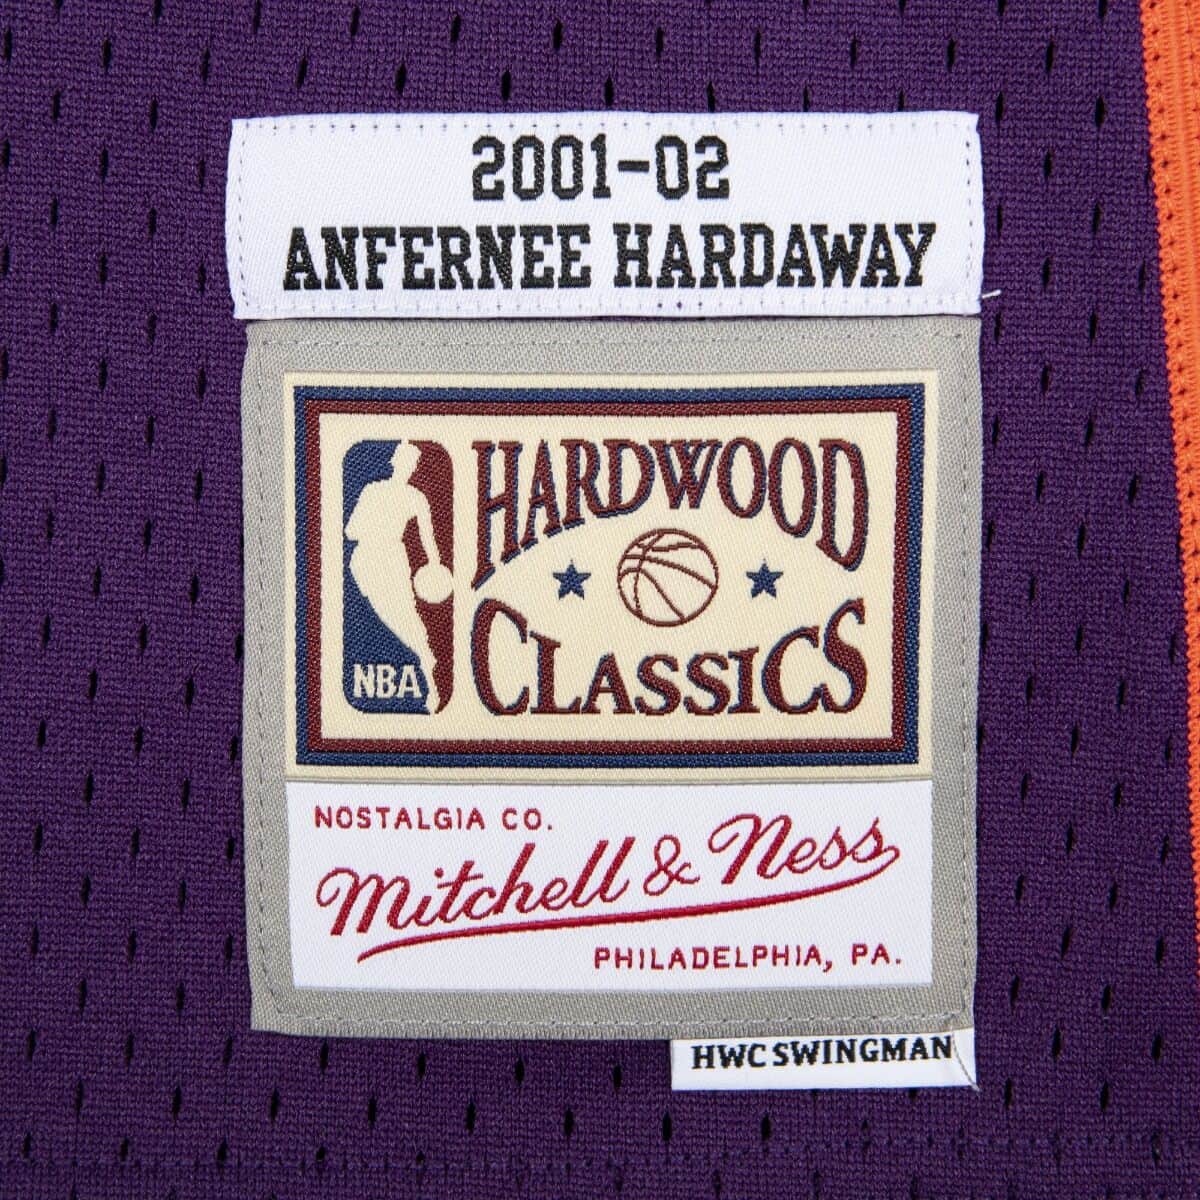 2001-02
ANFERNEE HARDAWAY
HARDWOOD
CLASSICS
NBA
NOSTALGIA CO.
Mitchell & Ness
PHILADELPHIA, PA.
HWC SWINGMAN